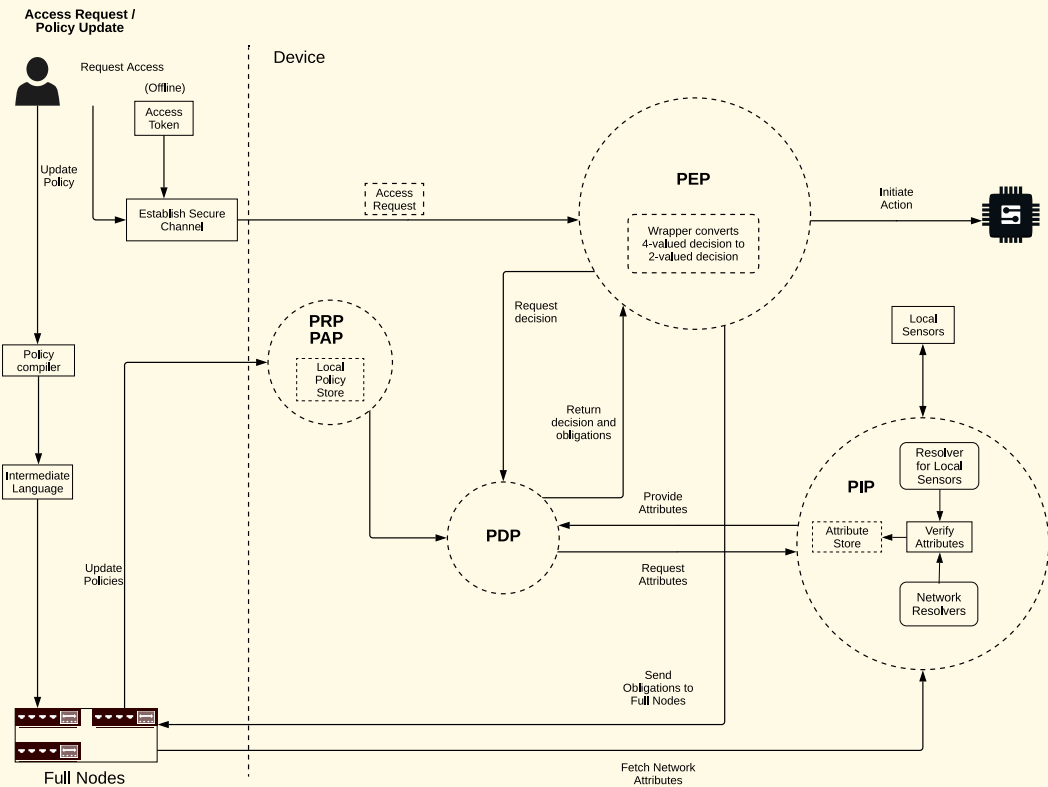 Access Request /
Policy Update
Device
Request Access
(Offline)
Access
Token
Update
Policy
Establish Secure
Channel
Access
Request
PEP
Wrapper converts
4-valued decision to
2-valued decision
Initiate
Action
Request
decision
PRP
PAP
Local
Policy
Store
Local
Sensors
Policy
compiler
Return
decision and
obligations
Intermediate
Language
Resolver
for Local
Sensors
PIP
Provide
Attributes
PDP
Attribute
Store
Verify
Attributes
Update
Policies
Request
Attributes
Network
Resolvers
Send
Obligations to
Full Nodes
Full Nodes
Fetch Network
Attributes